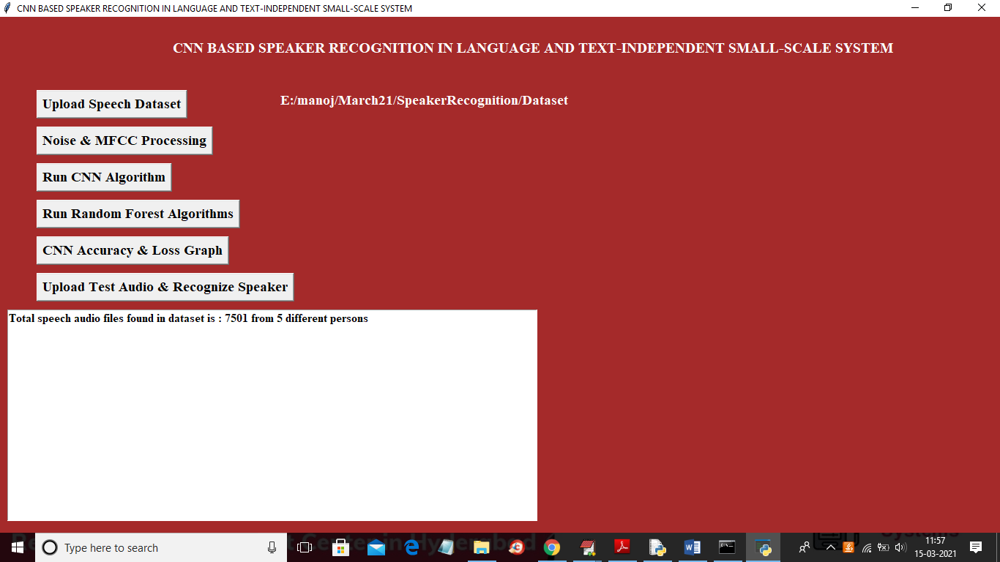 CNN BASED SPEAKER RECOGNITION IN LANGUAGE AND TEXT-INDEPENDENT SMALL-SCALE SYSTEM
CNN BASED SPEAKER RECOGNITION IN LANGUAGE AND TEXT-INDEPENDENT SMALL-SCALE SYSTEM
Upload Speech Dataset
E:/manoj/March21/SpeakerRecognition/Dataset
Noise & MFCC Processing
Run CNN Algorithm
Run Random Forest Algorithms
CNN Accuracy & Loss Graph
Upload Test Audio & Recognize Speaker
Total speech audio files found in dataset is : 7501 from 5 different persons
Type here to search
11:57
15-03-2021